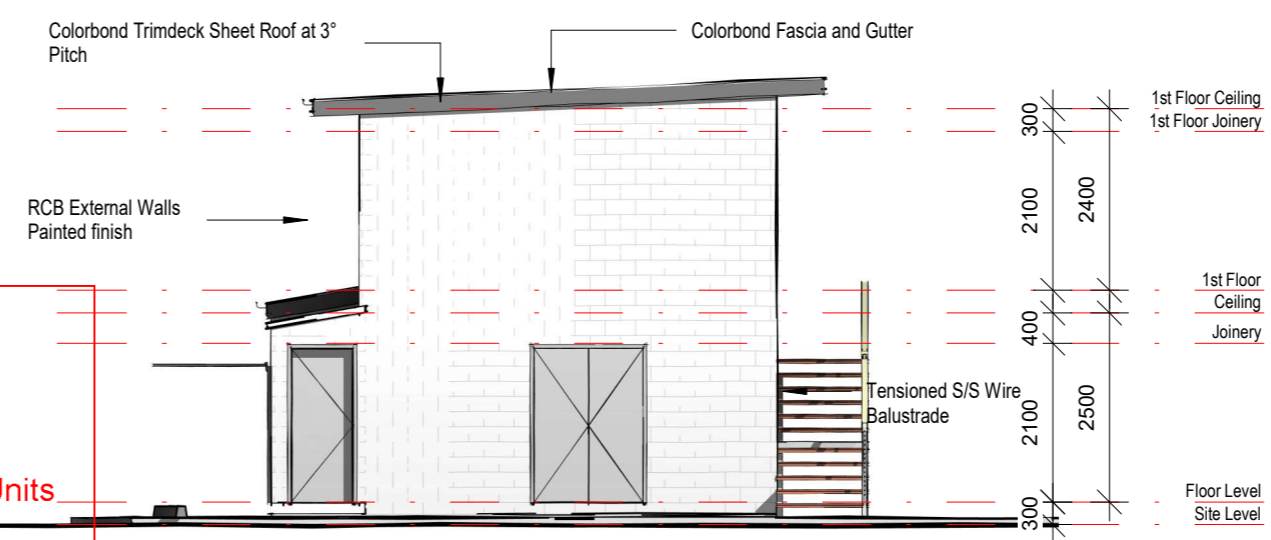 Colorbond Trimdeck Sheet Roof at 3°
Pitch
Colorbond Fascia and Gutter
RCB External Walls
Painted finish
1st Floor Ceiling
1st Floor Joinery
1st Floor
Ceiling
Joinery
Tensioned S/S Wire
Balustrade
Floor Level
Site Level
300
2100
2400
400
2100
2500
300
Units